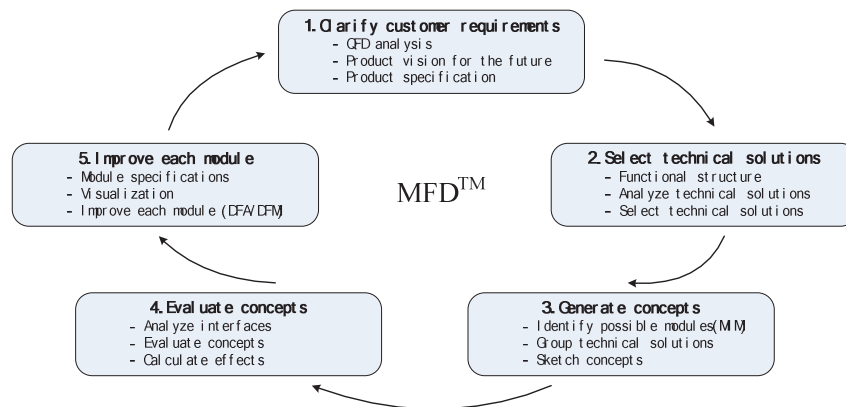 1. Clarify customer requirements
- QFD analysis
- Product vision for the future
- Product specification
2. Select technical solutions
- Functional structure
- Analyze technical solutions
- Select technical solutions
3. Generate concepts
- Identify possible modules(MIM)
- Group technical solutions
- Sketch concepts
4. Evaluate concepts
- Analyze interfaces
- Evaluate concepts
- Calculate effects
5. Improve each module
- Module specifications
- Visualization
- Improve each module (DFA/DFM)
MFD™